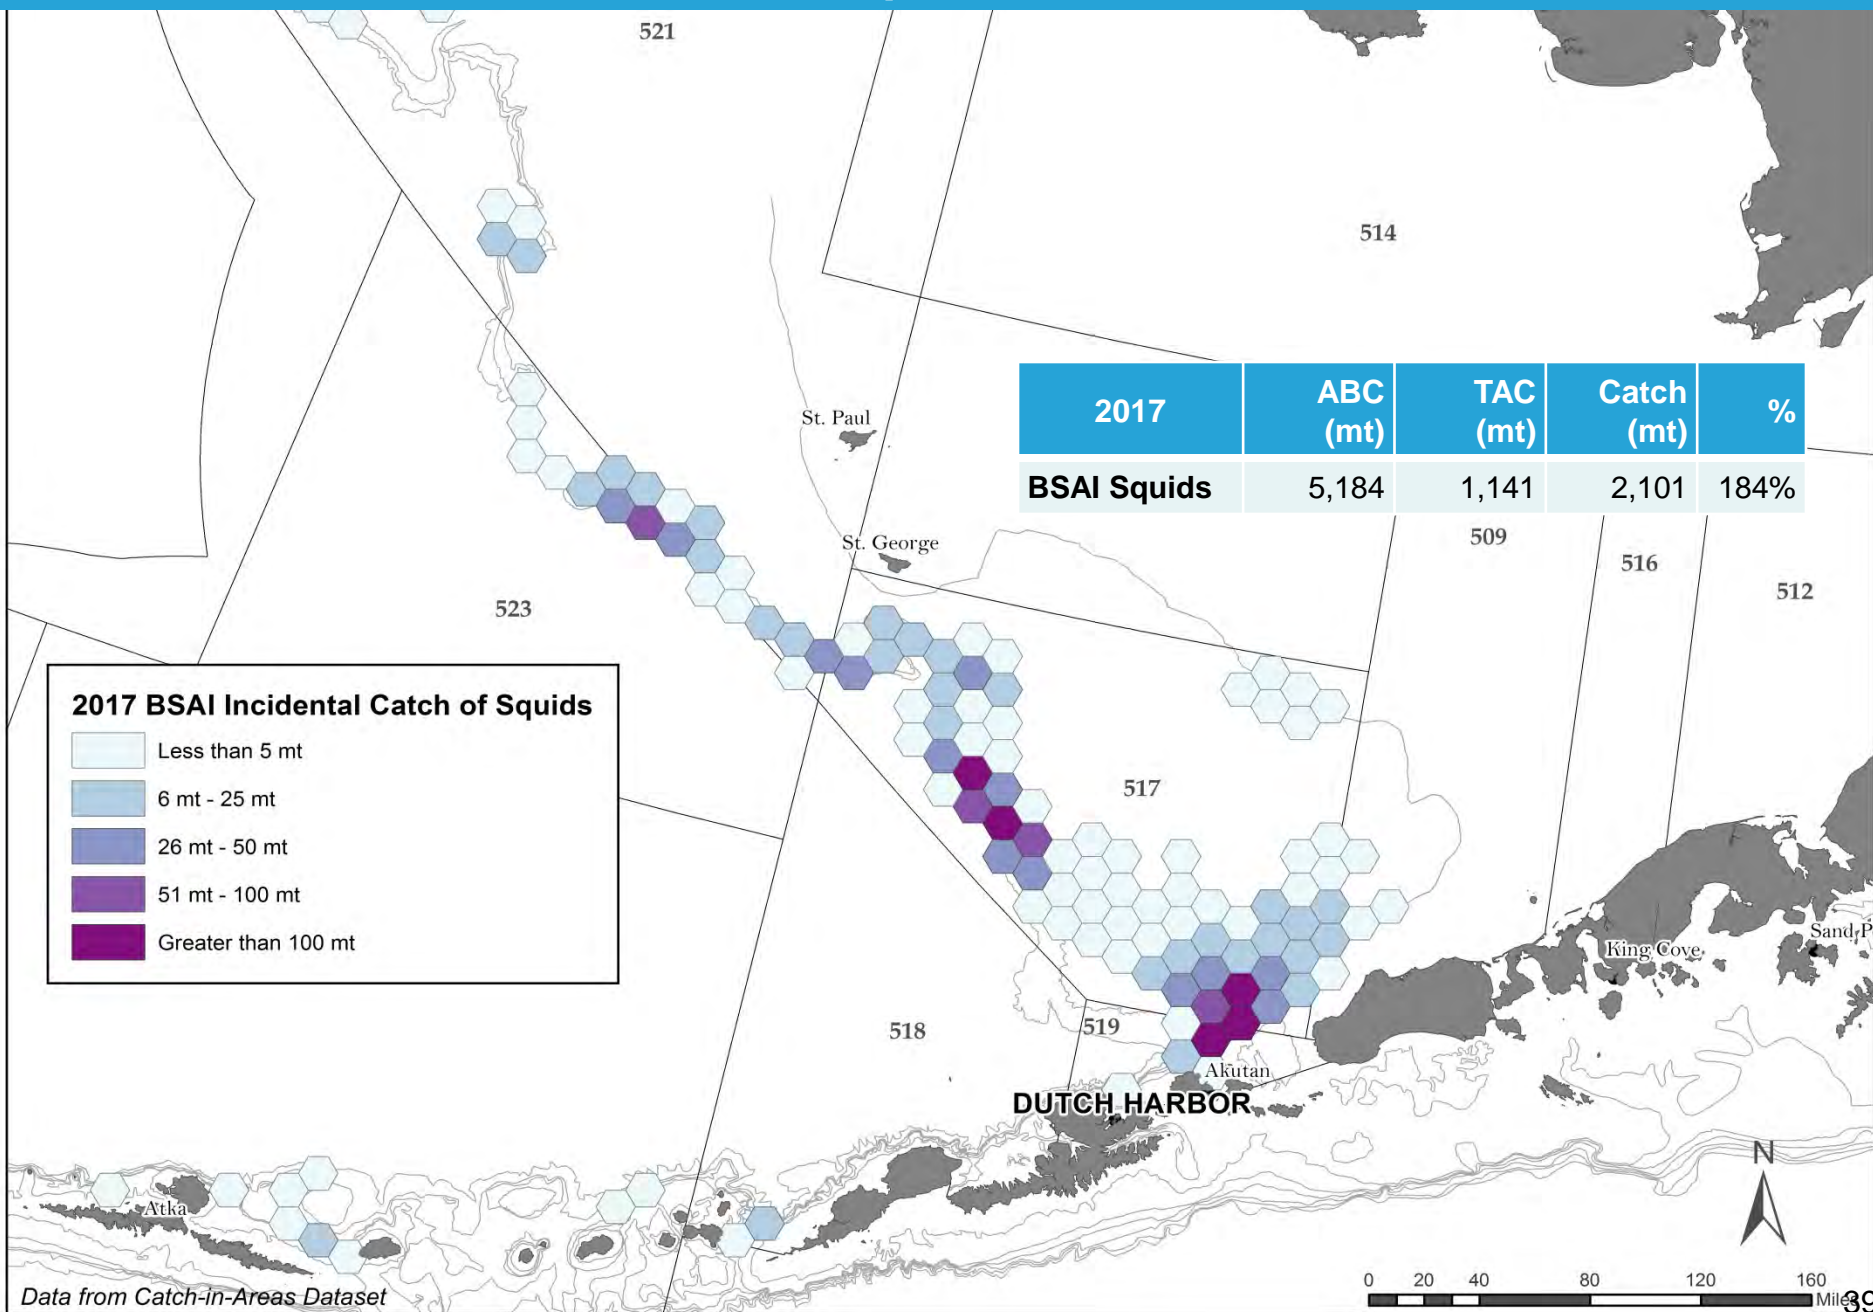 521
514
St. Paul
2017 ABC (mt) TAC (mt) Catch (mt) %
BSAI Squids 5,184 1,141 2,101 184%
St. George
509
516
512
523
2017 BSAI Incidental Catch of Squids
Less than 5 mt
6 mt - 25 mt
26 mt - 50 mt
51 mt - 100 mt
Greater than 100 mt
517
Sand P
King Cove
518
519
Akutan
DUTCH HARBOR
N
Atka
0 20 40 80 120 160
Miles
39
Data from Catch-in-Areas Dataset